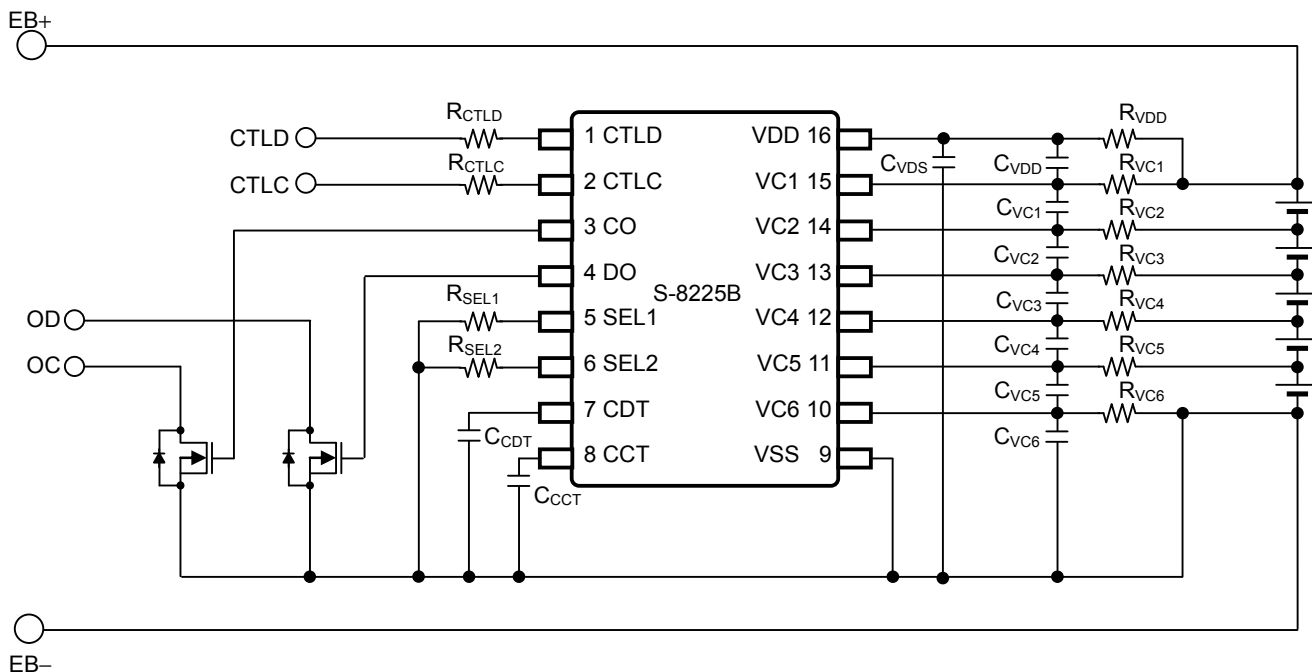 EB+
RCTLD
CTLD
1 CTLD
VDD 16
RVDD
CVDS
CVDD
RCTLC
CTLC
2 CTLC
VC1 15
RVC1
CVC1
3 CO
VC2 14
RVC2
CVC2
4 DO
VC3 13
RVC3
S-8225B
CVC3
OD
RSEL1
5 SEL1
VC4 12
RVC4
CVC4
OC
RSEL2
6 SEL2
VC5 11
RVC5
CVC5
7 CDT
VC6 10
RVC6
CCDT
CVC6
8 CCT
VSS 9
CCCT
EB−